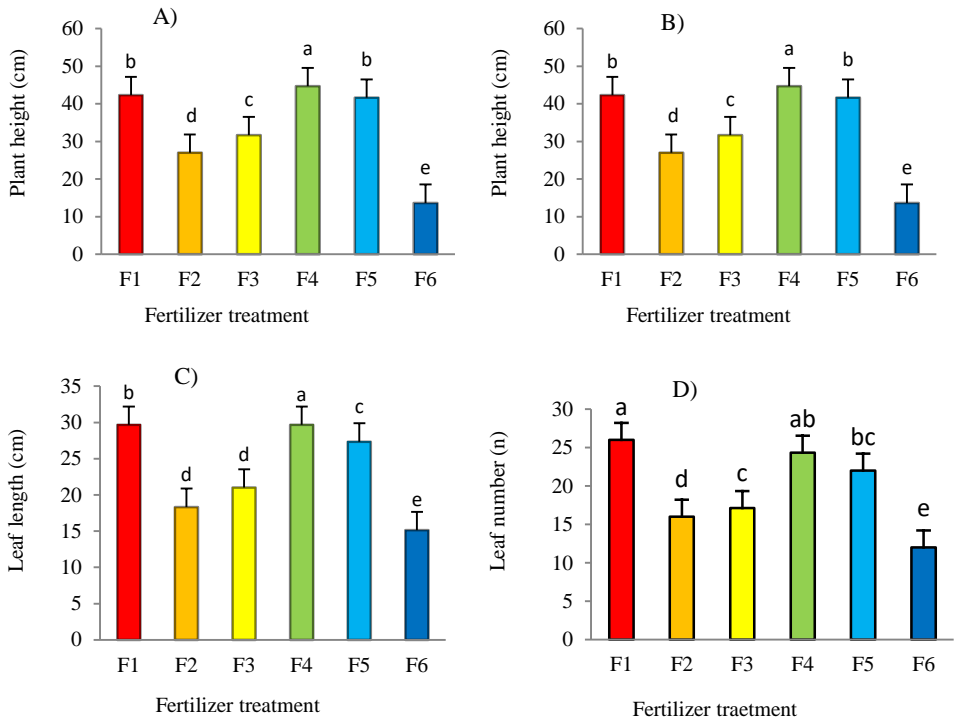 A)
Plant height (cm)
60
50
40
30
20
10
0
b
d
c
a
b
e
F1 F2 F3 F4 F5 F6
Fertilizer treatment
B)
Plant height (cm)
60
50
40
30
20
10
0
b
d
c
a
b
e
F1 F2 F3 F4 F5 F6
Fertilizer treatment
C)
Leaf length (cm)
35
30
25
20
15
10
5
0
b
d
d
a
c
e
F1 F2 F3 F4 F5 F6
Fertilizer treatment
D)
Leaf number (n)
30
25
20
15
10
5
0
a
d
c
ab
bc
e
F1 F2 F3 F4 F5 F6
Fertilizer traetment